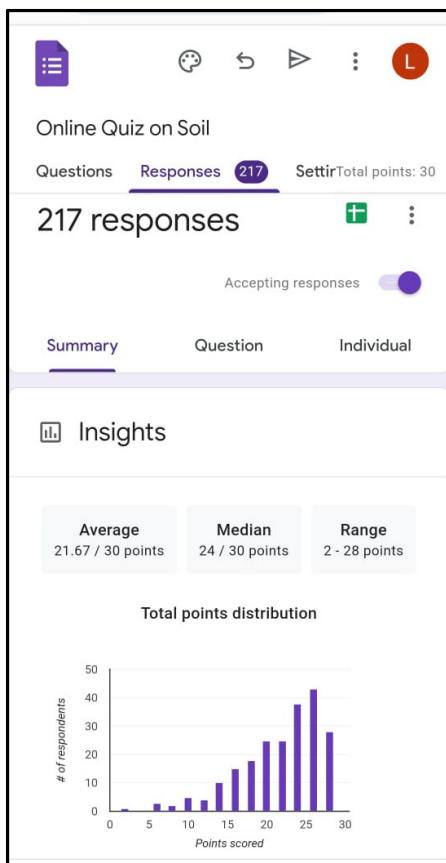 L
Online Quiz on Soil
Questions Responses 217 Settir Total points: 30
217 responses
Accepting responses
Summary Question Individual
Insights
Average Median Range
21.67 / 30 points 24 / 30 points 2 - 28 points
Total points distribution
# of respondents
50
40
30
20
10
0
0 5 10 15 20 25 30
Points scored